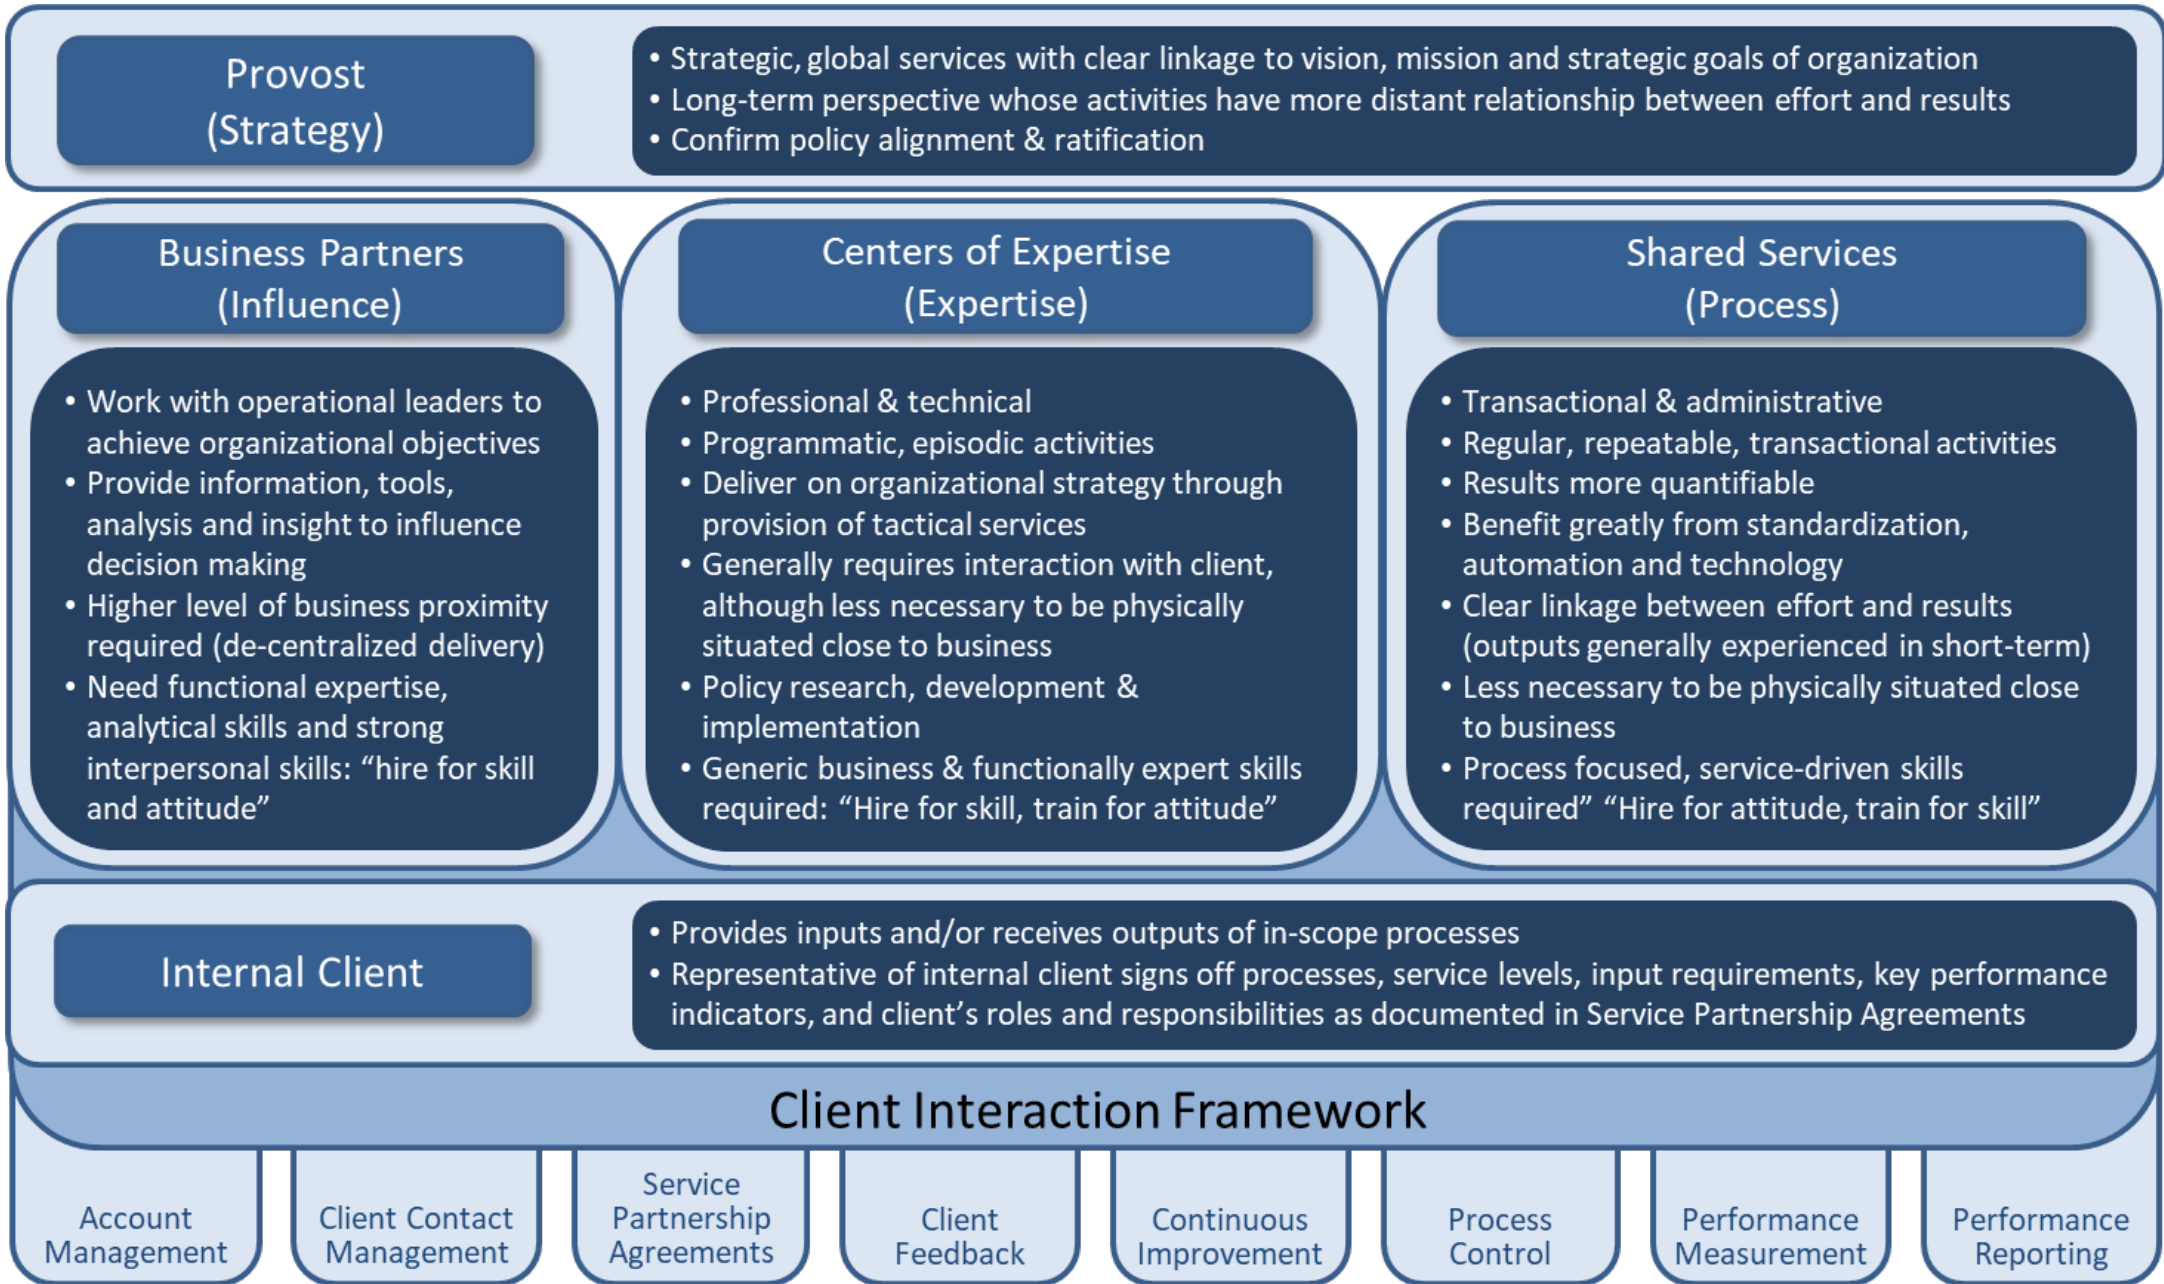 Provost
(Strategy)
• Strategic, global services with clear linkage to vision, mission and strategic goals of organization
• Long-term perspective whose activities have more distant relationship between effort and results
• Confirm policy alignment & ratification
Business Partners
(Influence)
• Work with operational leaders to
achieve organizational objectives
• Provide information, tools,
analysis and insight to influence
decision making
• Higher level of business proximity
required (de-centralized delivery)
• Need functional expertise,
analytical skills and strong
interpersonal skills: “hire for skill
and attitude”
Centers of Expertise
(Expertise)
• Professional & technical
• Programmatic, episodic activities
• Deliver on organizational strategy through
provision of tactical services
• Generally requires interaction with client,
although less necessary to be physically
situated close to business
• Policy research, development &
implementation
• Generic business & functionally expert skills
required: “Hire for skill, train for attitude”
Shared Services
(Process)
• Transactional & administrative
• Regular, repeatable, transactional activities
• Results more quantifiable
• Benefit greatly from standardization,
automation and technology
• Clear linkage between effort and results
(outputs generally experienced in short-term)
• Less necessary to be physically situated close
to business
• Process focused, service-driven skills
required” “Hire for attitude, train for skill”
Internal Client
• Provides inputs and/or receives outputs of in-scope processes
• Representative of internal client signs off processes, service levels, input requirements, key performance
indicators, and client’s roles and responsibilities as documented in Service Partnership Agreements
Client Interaction Framework
Account
Management
Client Contact
Management
Service
Partnership
Agreements
Client
Feedback
Continuous
Improvement
Process
Control
Performance
Measurement
Performance
Reporting